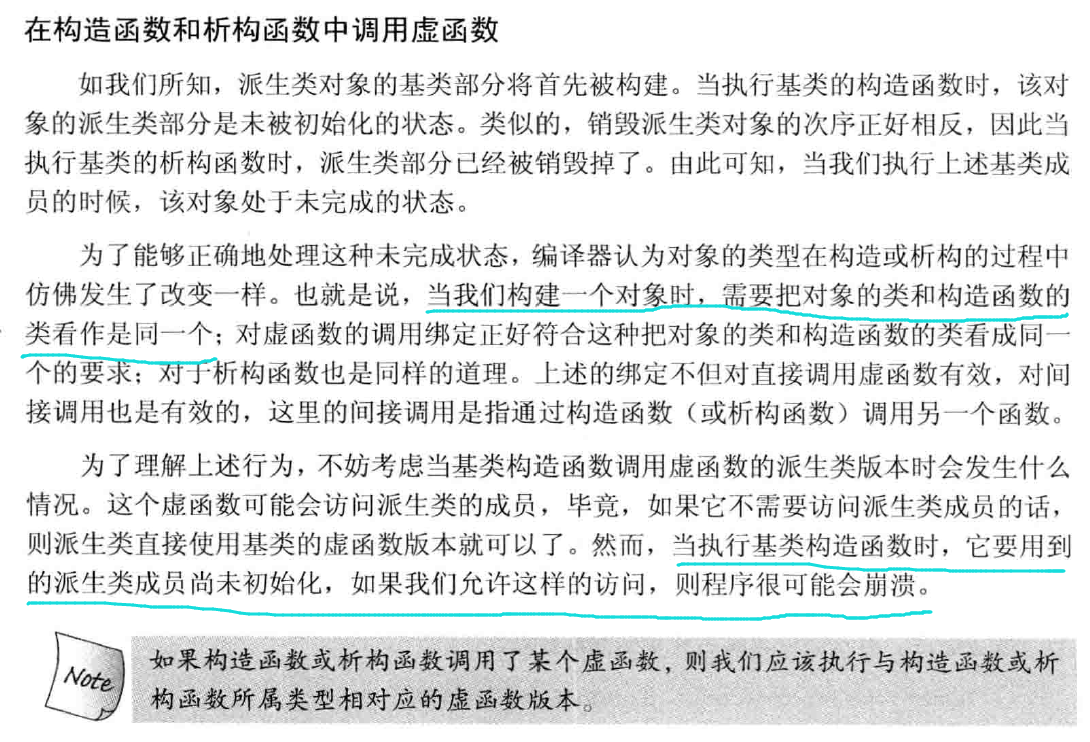 在构造函数和析构函数中调用虚函数
如我们所知，派生类对象的基类部分将首先被构建。当执行基类的构造函数时，该对
象的派生类部分是未被初始化的状态。类似的，销毁派生类对象的次序正好相反，因此当
执行基类的析构函数时，派生类部分已经被销毁掉了。由此可知，当我们执行上述基类成
员的时候，该对象处于未完成的状态。
为了能够正确地处理这种未完成状态，编译器认为对象的类型在构造或析构的过程中
仿佛发生了改变一样。也就是说，当我们构建一个对象时，需要把对象的类和构造函数的
类看作是同一个；对虚函数的调用绑定正好符合这种把对象的类和构造函数的类看成同一
个的要求；对于析构函数也是同样的道理。上述的绑定不但对直接调用虚函数有效，对间
接调用也是有效的，这里的间接调用是指通过构造函数（或析构函数）调用另一个函数。
为了理解上述行为，不妨考虑当基类构造函数调用虚函数的派生类版本时会发生什么
情况。这个虚函数可能会访问派生类的成员，毕竟，如果它不需要访问派生类成员的话，
则派生类直接使用基类的虚函数版本就可以了。然而，当执行基类构造函数时，它要用到
的派生类成员尚未初始化，如果我们允许这样的访问，则程序很可能会崩溃。
Note
如果构造函数或析构函数调用了某个虚函数，则我们应该执行与构造函数或析
构函数所属类型相对应的虚函数版本。